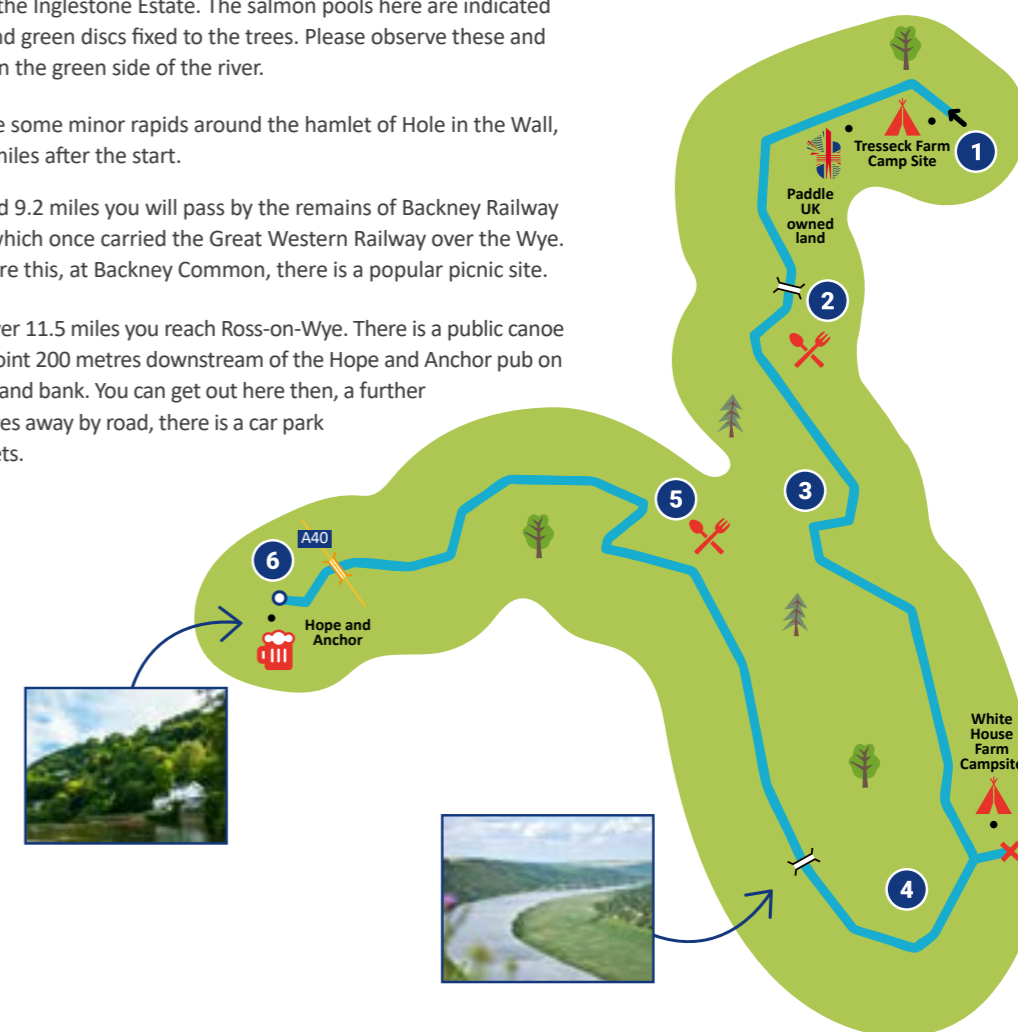 the Inglestone Estate. The salmon pools here are indicated
nd green discs fixed to the trees. Please observe these and
n the green side of the river.
e some minor rapids around the hamlet of Hole in the Wall,
miles after the start.
d 9.2 miles you will pass by the remains of Backney Railway
which once carried the Great Western Railway over the Wye.
re this, at Backney Common, there is a popular picnic site.
er 11.5 miles you reach Ross-on-Wye. There is a public canoe
oint 200 metres downstream of the Hope and Anchor pub on
and bank. You can get out here then, a further
es away by road, there is a car park
ets.
1
Tresseck Farm
Camp Site
Paddle
UK
owned
land
2
3
5
A40
6
Hope and
Anchor
White
House
Farm
Campsite
4